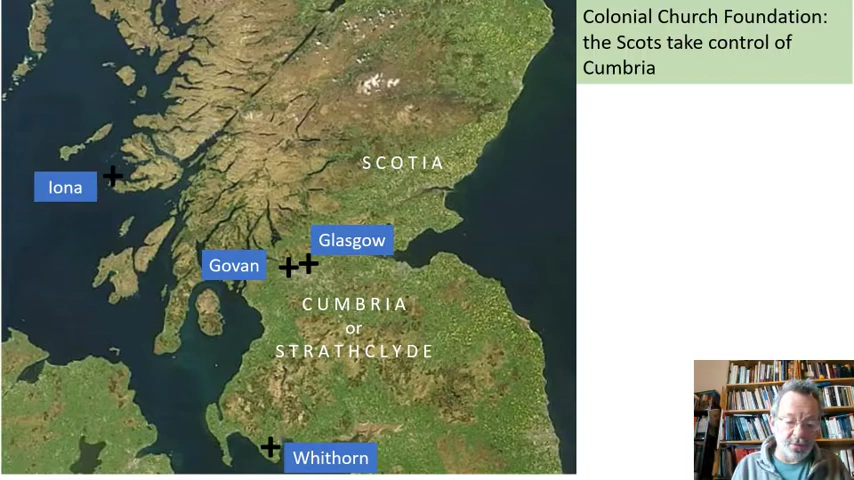 Colonial Church Foundation:
the Scots take control of
Cumbria
SCOTIA
Iona
Glasgow
Govan
CUMBRIA
or
STRATHCLYDE
Whithorn